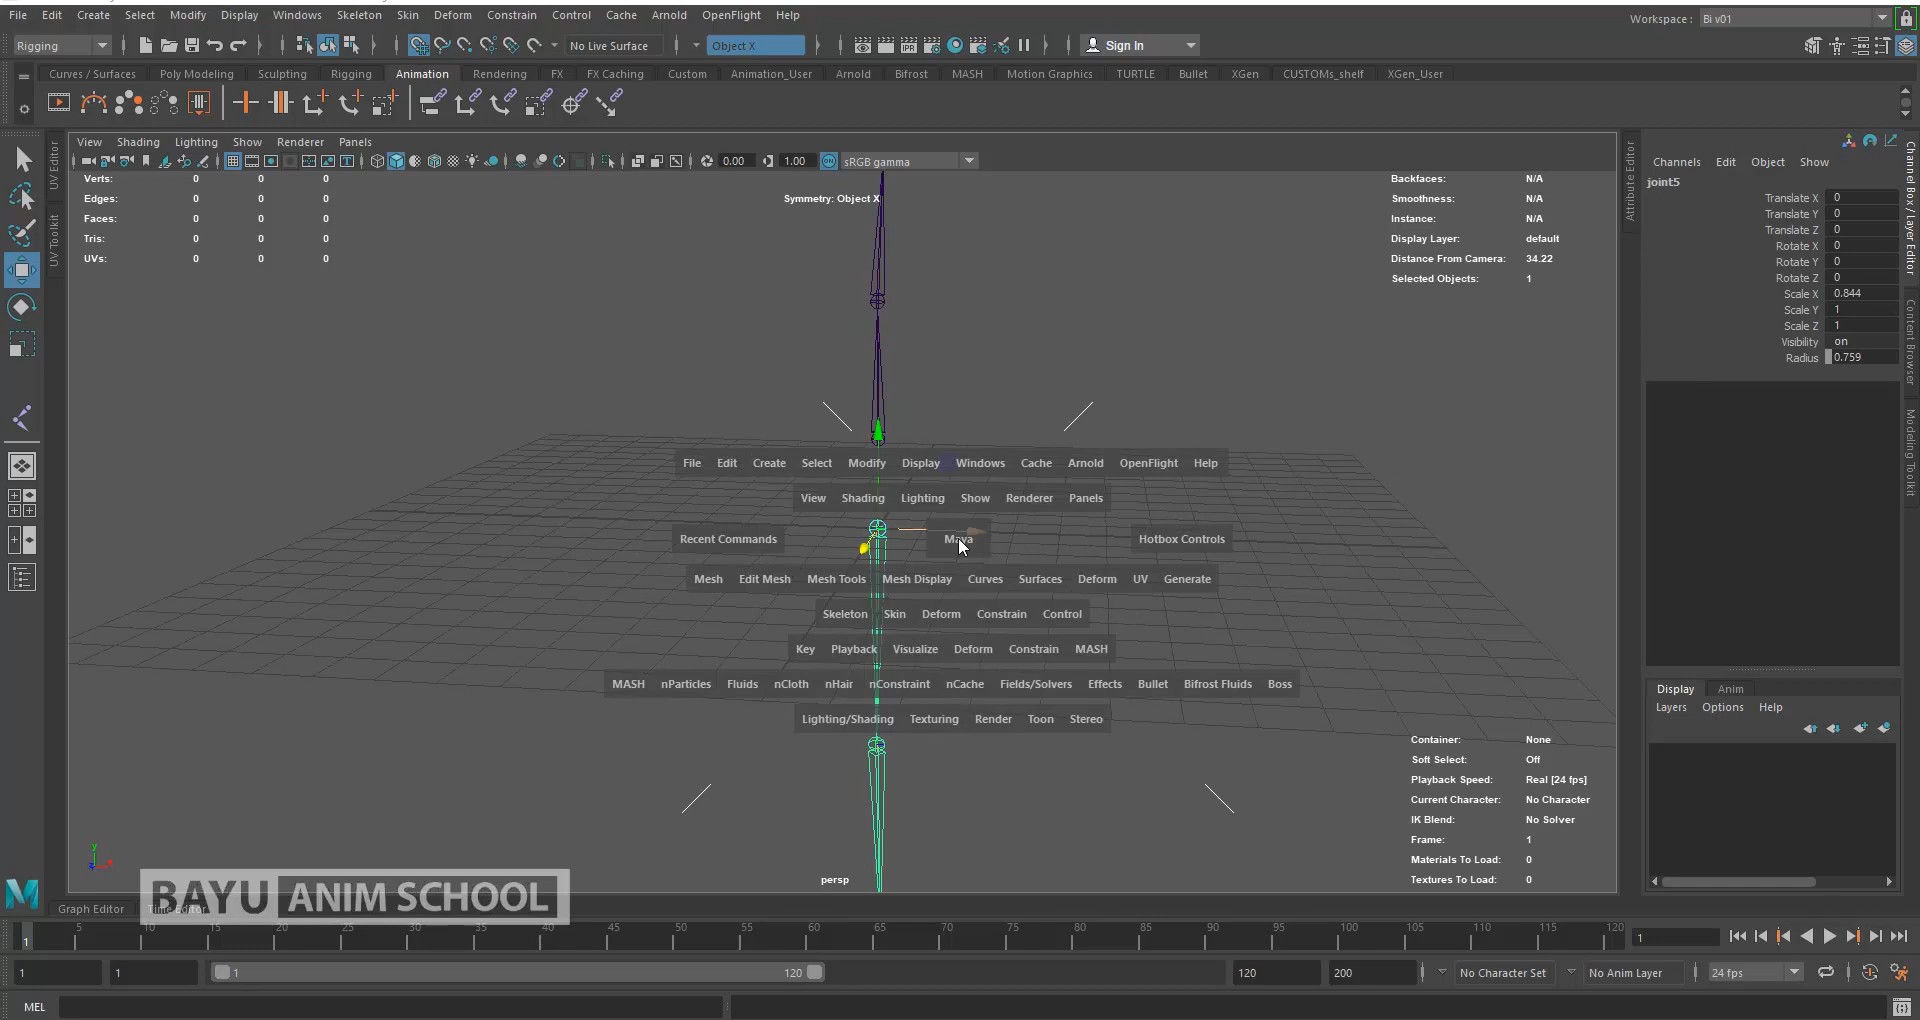 File Edit Create Select Modify Display Windows Skeleton Skin Deform Constrain Control Cache Arnold OpenFlight Help
Workspace : Bi v01
Rigging No Live Surface Object X Sign In
Curves / Surfaces Poly Modeling Sculpting Rigging Animation Rendering FX FX Caching Custom Animation_User Arnold Bifrost MASH Motion Graphics TURTLE Bullet XGen CUSTOMs_shelf XGen_User
IPR
View Shading Lighting Show Renderer Panels
0.00 1.00 ON sRGB gamma
UV Editor
UV Toolkit
Verts: 0 0 0
Edges: 0 0 0
Faces: 0 0 0
Tris: 0 0 0
UVs: 0 0 0
Symmetry: Object X
Backfaces: N/A
Smoothness: N/A
Instance: N/A
Display Layer: default
Distance From Camera: 34.22
Selected Objects: 1
Attribute Editor
Channels Edit Object Show
joint5
Translate X 0
Translate Y 0
Translate Z 0
Rotate X 0
Rotate Y 0
Rotate Z 0
Scale X 0.844
Scale Y 1
Scale Z 1
Visibility on
Radius 0.759
Channel Box / Layer Editor
Content Browser
Modeling Toolkit
File Edit Create Select Modify Display Windows Cache Arnold OpenFlight Help
View Shading Lighting Show Renderer Panels
Recent Commands Maya Hotbox Controls
Mesh Edit Mesh Mesh Tools Mesh Display Curves Surfaces Deform UV Generate
Skeleton Skin Deform Constrain Control
Key Playback Visualize Deform Constrain MASH
MASH nParticles Fluids nCloth nHair nConstraint nCache Fields/Solvers Effects Bullet Bifrost Fluids Boss
Lighting/Shading Texturing Render Toon Stereo
Display Anim
Layers Options Help
Container: None
Soft Select: Off
Playback Speed: Real [24 fps]
Current Character: No Character
IK Blend: No Solver
Frame: 1
Materials To Load: 0
Textures To Load: 0
y
z x
persp
M
BAYU ANIM SCHOOL
Graph Editor Time Editor
1 5 10 15 20 25 30 35 40 45 50 55 60 65 70 75 80 85 90 95 100 105 110 115 120 1
1 1 1 120 120 200 No Character Set No Anim Layer 24 fps
MEL